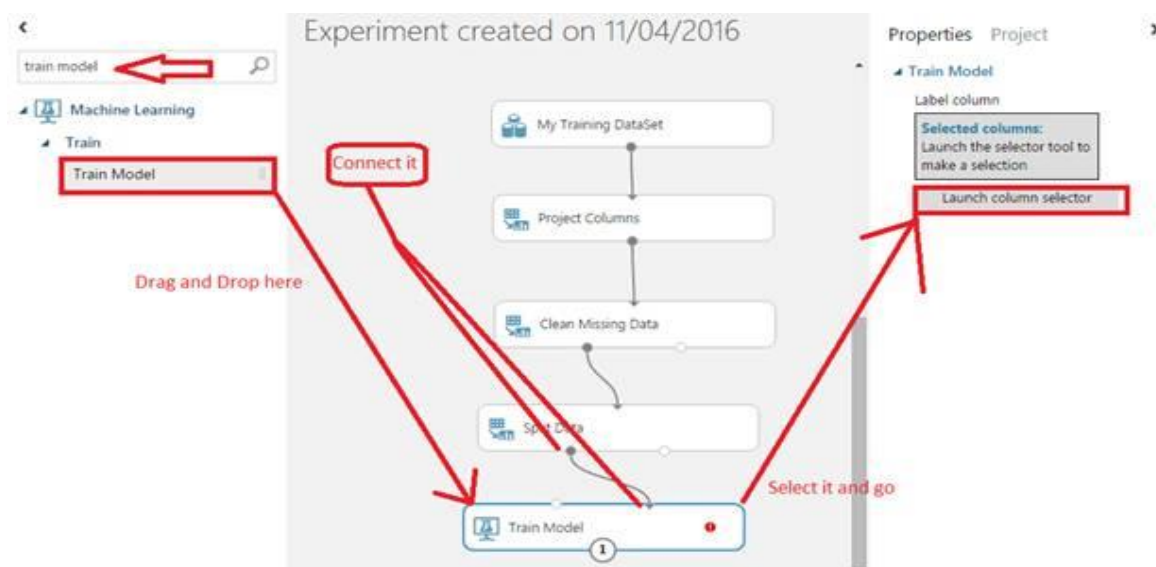 Experiment created on 11/04/2016
train model
Machine Learning
Train
Train Model
Connect it
Drag and Drop here
My Training DataSet
Project Columns
Clean Missing Data
Split Data
Train Model
1
Select it and go
Properties Project
Train Model
Label column
Selected columns:
Launch the selector tool to
make a selection
Launch column selector